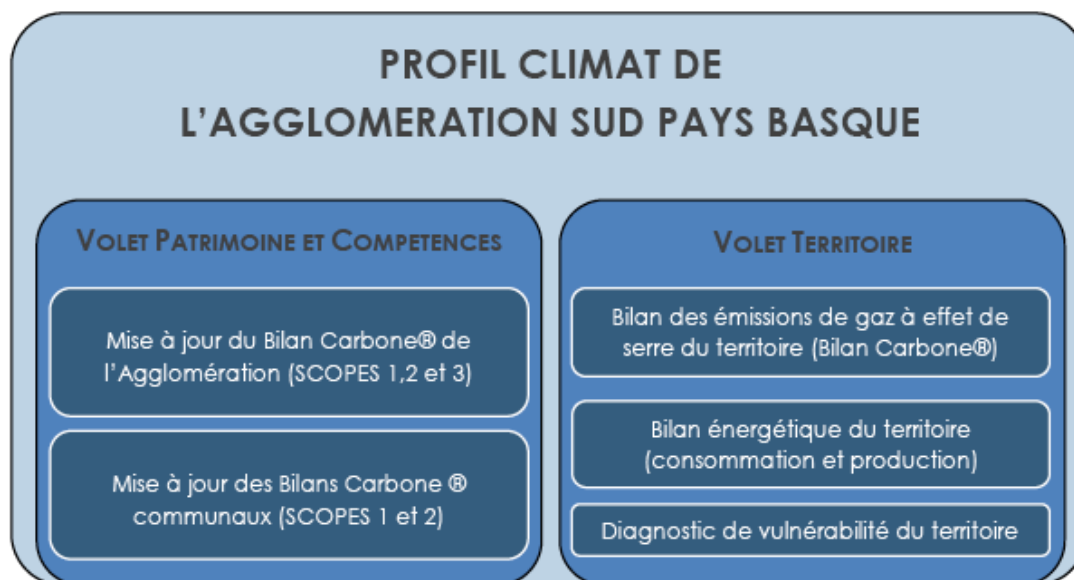 PROFIL CLIMAT DE
L'AGGLOMERATION SUD PAYS BASQUE
VOLET PATRIMOINE ET COMPETENCES
Mise à jour du Bilan Carbone® de
l'Agglomération (SCOPES 1,2 et 3)
Mise à jour des Bilans Carbone ®
communaux (SCOPES 1 et 2)
VOLET TERRITOIRE
Bilan des émissions de gaz à effet de
serre du territoire (Bilan Carbone®)
Bilan énergétique du territoire
(consommation et production)
Diagnostic de vulnérabilité du territoire